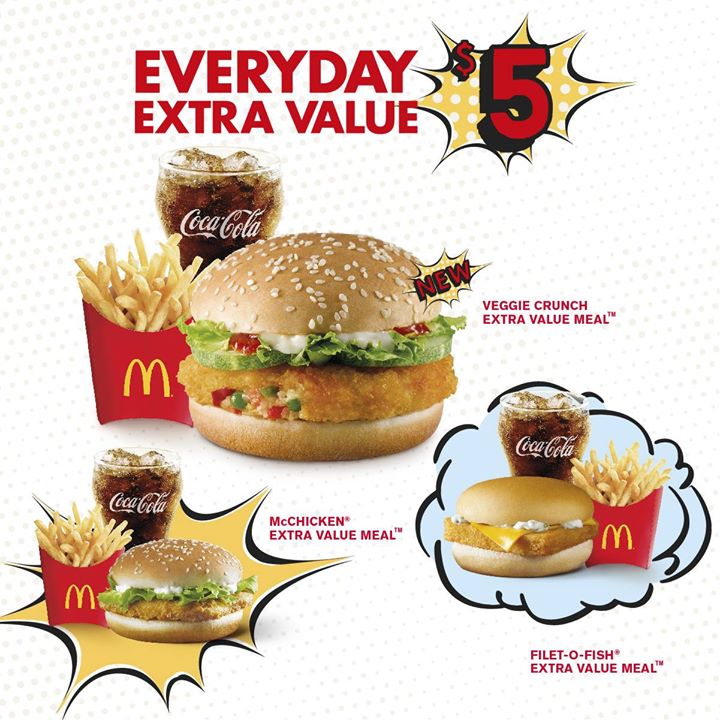 EVERYDAY
EXTRA VALUE
$5
Coca-Cola
NEW
VEGGIE CRUNCH
EXTRA VALUE MEAL™
M
Coca-Cola
Coca-Cola
McCHICKEN®
EXTRA VALUE MEAL™
M
M
FILET-O-FISH®
EXTRA VALUE MEAL™